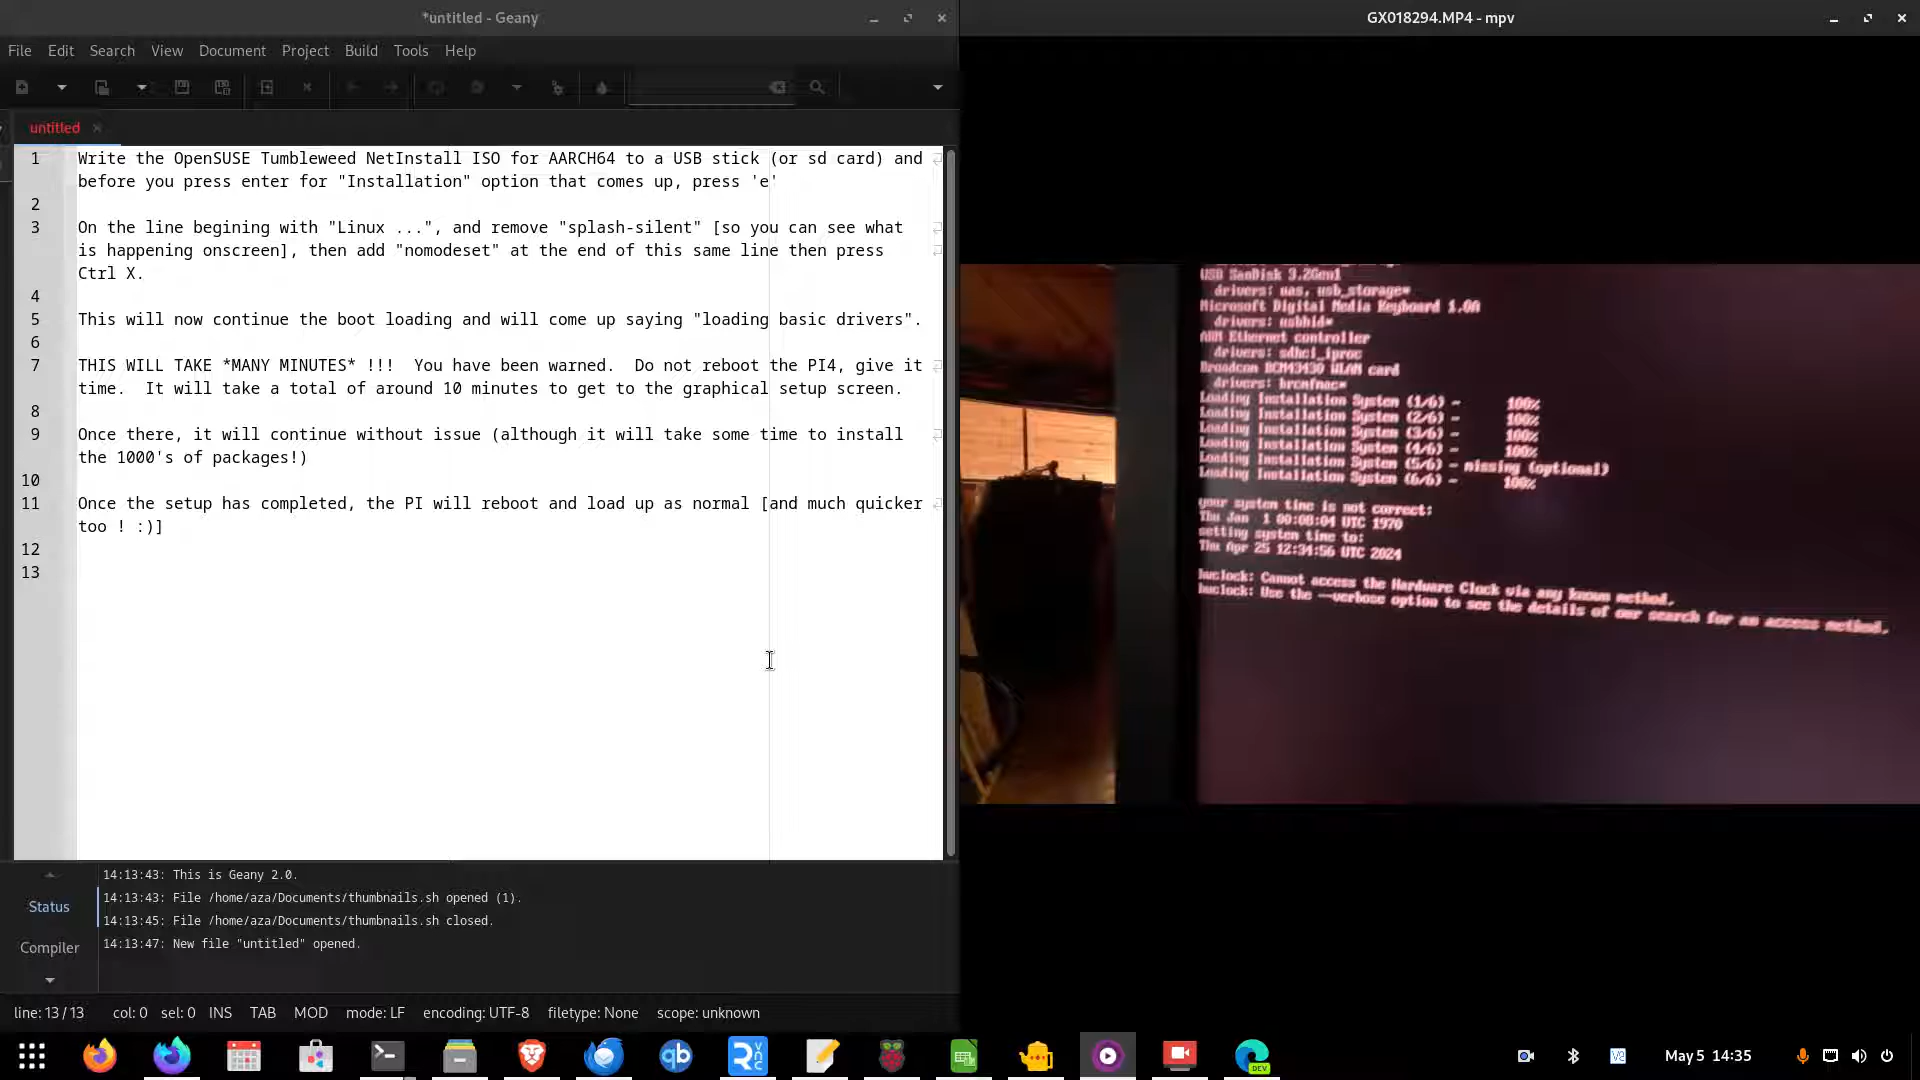 *untitled - Geany
GX018294.MP4 - mpv
File Edit Search View Document Project Build Tools Help
untitled
1 Write the OpenSUSE Tumbleweed NetInstall ISO for AARCH64 to a USB stick (or sd card) and
before you press enter for "Installation" option that comes up, press 'e'
2
3 On the line begining with "Linux ...", and remove "splash-silent" [so you can see what
is happening onscreen], then add "nomodeset" at the end of this same line then press
Ctrl X.
4
5 This will now continue the boot loading and will come up saying "loading basic drivers".
6
7 THIS WILL TAKE *MANY MINUTES* !!!  You have been warned.  Do not reboot the PI4, give it
time.  It will take a total of around 10 minutes to get to the graphical setup screen.
8
9 Once there, it will continue without issue (although it will take some time to install
the 1000's of packages!)
10
11 Once the setup has completed, the PI will reboot and load up as normal [and much quicker
too ! :)]
12
13
USB SanDisk 3.2Gen1
drivers: uas, usb_storage*
Microsoft Digital Media Keyboard 1.0A
drivers: usbhid*
ARM Ethernet controller
drivers: sdhci_iproc
Broadcom BCM43430 WLAN card
drivers: brcmfmac*
Loading Installation System (1/6) - 100%
Loading Installation System (2/6) - 100%
Loading Installation System (3/6) - 100%
Loading Installation System (4/6) - 100%
Loading Installation System (5/6) - missing (optional)
Loading Installation System (6/6) - 100%
your system time is not correct:
Thu Jan  1 00:08:04 UTC 1970
setting system time to:
Thu Apr 25 12:34:56 UTC 2024
hwclock: Cannot access the Hardware Clock via any known method.
hwclock: Use the --verbose option to see the details of our search for an access method.
Status
Compiler
14:13:43: This is Geany 2.0.
14:13:43: File /home/aza/Documents/thumbnails.sh opened (1).
14:13:45: File /home/aza/Documents/thumbnails.sh closed.
14:13:47: New file "untitled" opened.
line: 13 / 13 col: 0 sel: 0 INS TAB MOD mode: LF encoding: UTF-8 filetype: None scope: unknown
qb
VNC
DEV
May 5 14:35